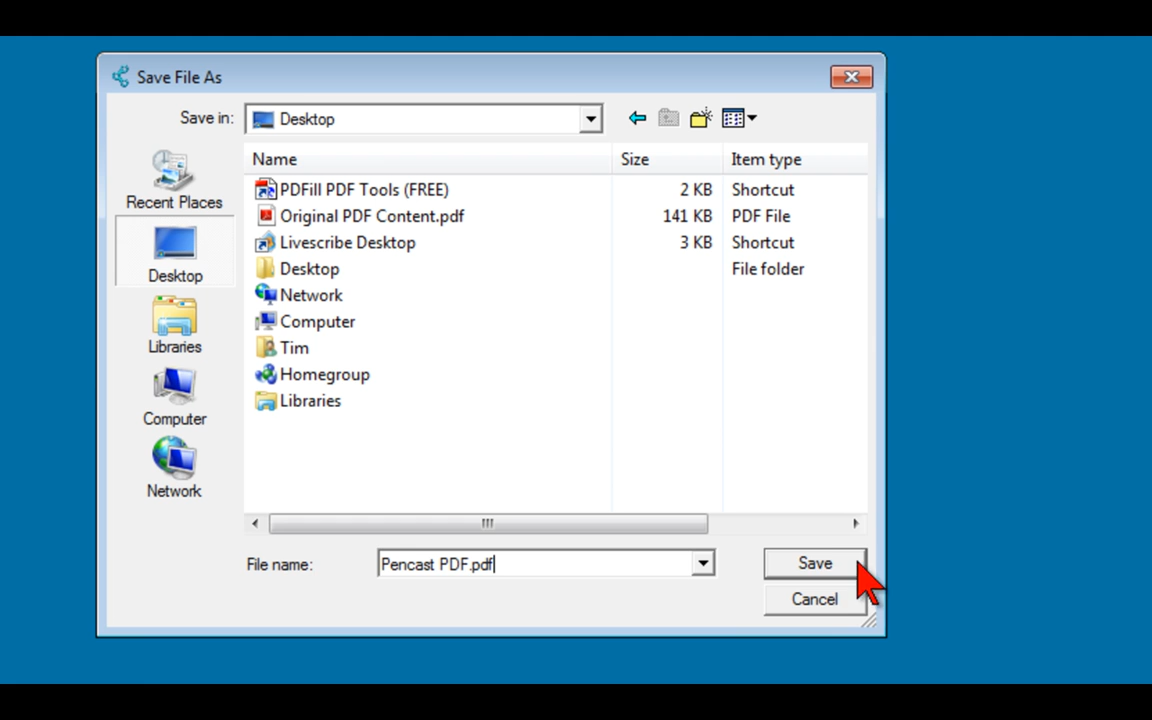 Save File As
Save in: Desktop
Name Size Item type
PDFill PDF Tools (FREE) 2 KB Shortcut
Original PDF Content.pdf 141 KB PDF File
Livescribe Desktop 3 KB Shortcut
Desktop File folder
Network
Computer
Tim
Homegroup
Libraries
Recent Places
Desktop
Libraries
Computer
Network
File name: Pencast PDF.pdf Save
Cancel